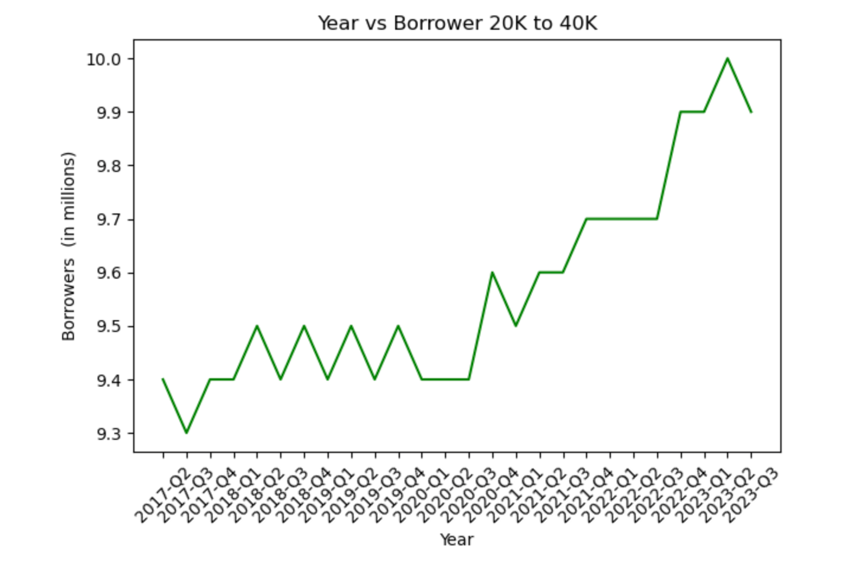 Year vs Borrower 20K to 40K
10.0
9.9
9.8
9.7
9.6
9.5
9.4
9.3
Borrowers (in millions)
2017-Q2
2017-Q3
2017-Q4
2018-Q1
2018-Q2
2018-Q3
2018-Q4
2019-Q1
2019-Q2
2019-Q3
2019-Q4
2020-Q1
2020-Q2
2020-Q3
2020-Q4
2021-Q1
2021-Q2
2021-Q3
2021-Q4
2022-Q1
2022-Q2
2022-Q3
2022-Q4
2023-Q1
2023-Q2
2023-Q3
Year